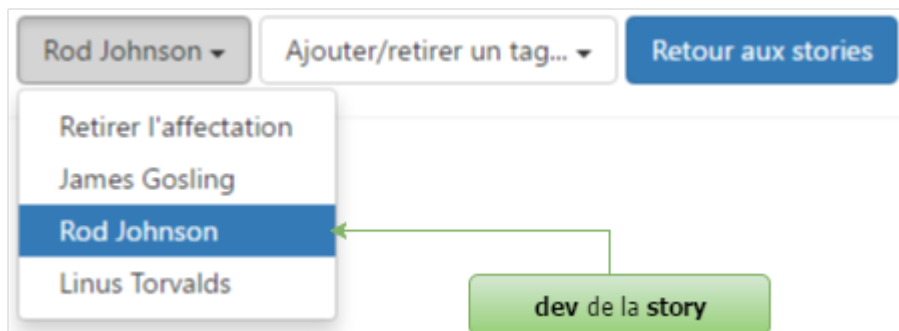 Rod Johnson Ajouter/retirer un tag... Retour aux stories
Retirer l'affectation
James Gosling
Rod Johnson
Linus Torvalds
dev de la story